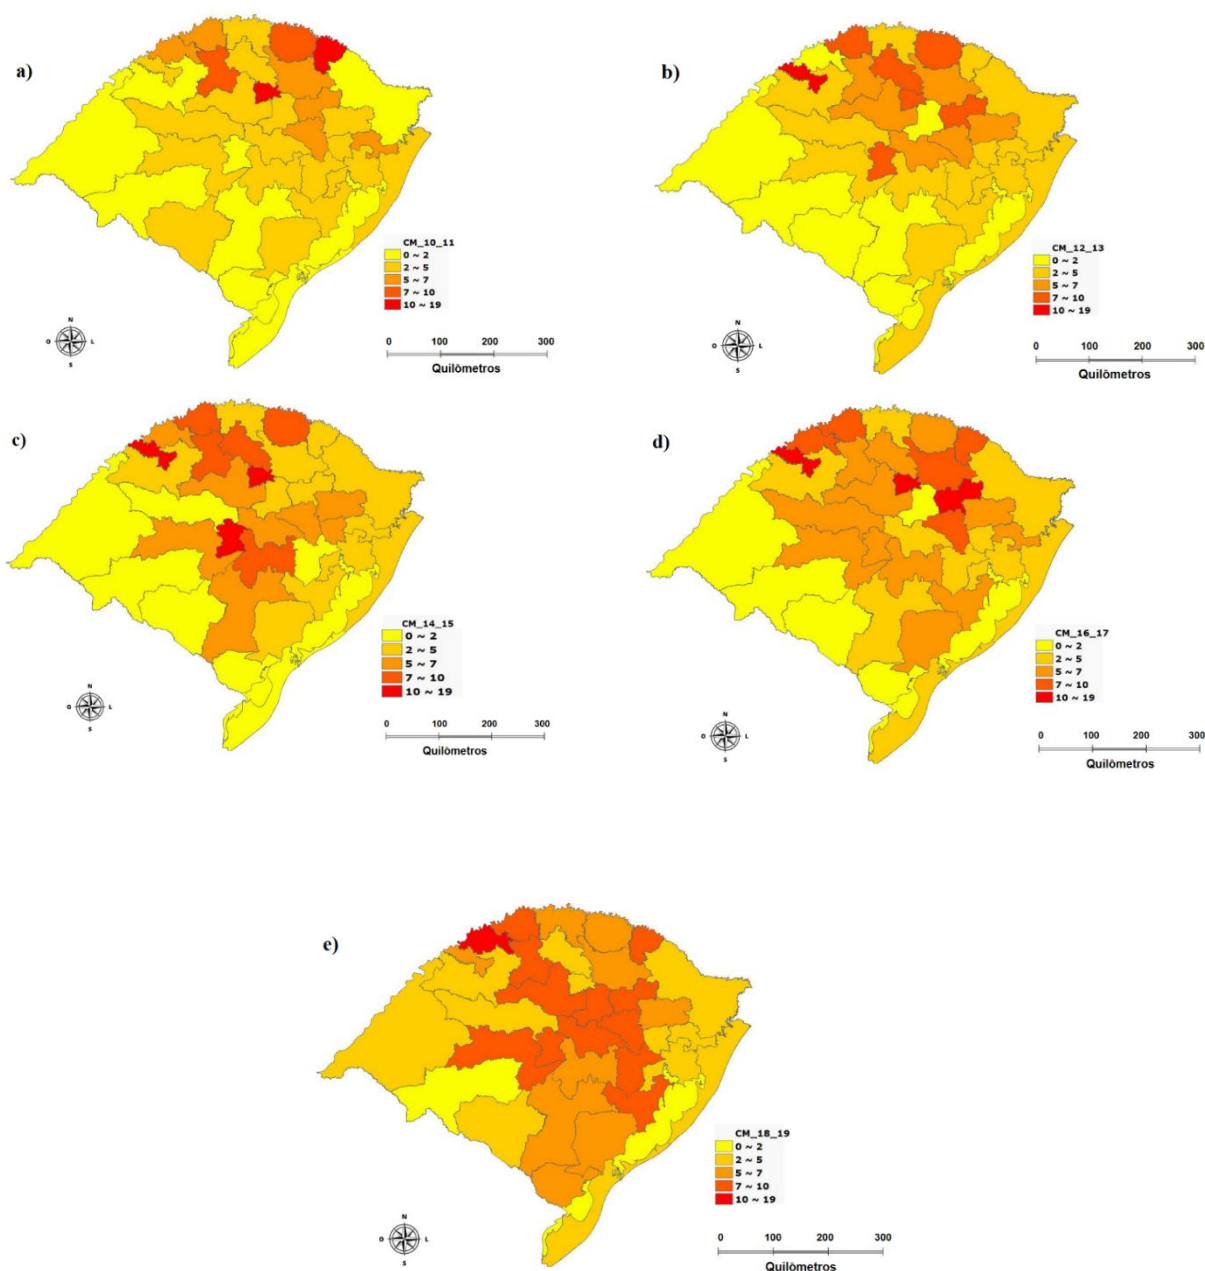 a)
CM_10_11
0 ~ 2
2 ~ 5
5 ~ 7
7 ~ 10
10 ~ 19
N
O L
S
0 100 200 300
Quilômetros
b)
CM_12_13
0 ~ 2
2 ~ 5
5 ~ 7
7 ~ 10
10 ~ 19
N
O L
S
0 100 200 300
Quilômetros
c)
CM_14_15
0 ~ 2
2 ~ 5
5 ~ 7
7 ~ 10
10 ~ 19
N
O L
S
0 100 200 300
Quilômetros
d)
CM_16_17
0 ~ 2
2 ~ 5
5 ~ 7
7 ~ 10
10 ~ 19
N
O L
S
0 100 200 300
Quilômetros
e)
CM_18_19
0 ~ 2
2 ~ 5
5 ~ 7
7 ~ 10
10 ~ 19
N
O L
S
0 100 200 300
Quilômetros